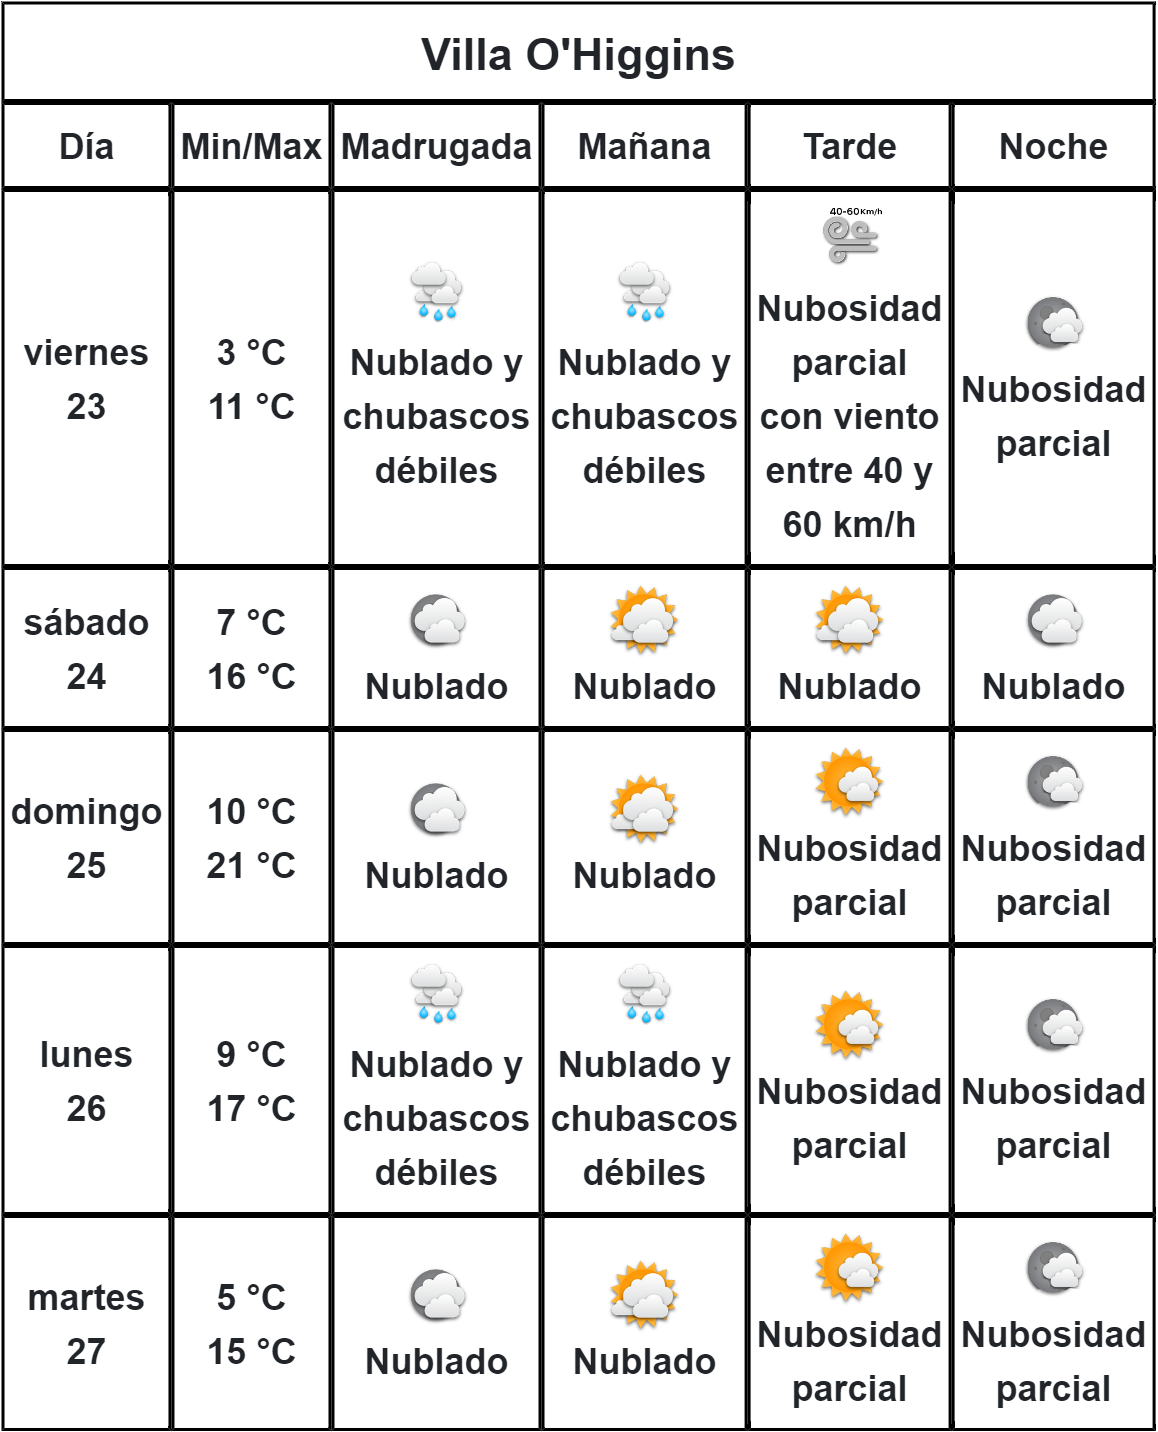 Villa O'Higgins
Día
Min/Max
Madrugada
Mañana
Tarde
Noche
viernes
23
3 °C
11 °C
Nublado y
chubascos
débiles
Nublado y
chubascos
débiles
40-60Km/h
Nubosidad
parcial
con viento
entre 40 y
60 km/h
Nubosidad
parcial
sábado
24
7 °C
16 °C
Nublado
Nublado
Nublado
Nublado
domingo
25
10 °C
21 °C
Nublado
Nublado
Nubosidad
parcial
Nubosidad
parcial
lunes
26
9 °C
17 °C
Nublado y
chubascos
débiles
Nublado y
chubascos
débiles
Nubosidad
parcial
Nubosidad
parcial
martes
27
5 °C
15 °C
Nublado
Nublado
Nubosidad
parcial
Nubosidad
parcial